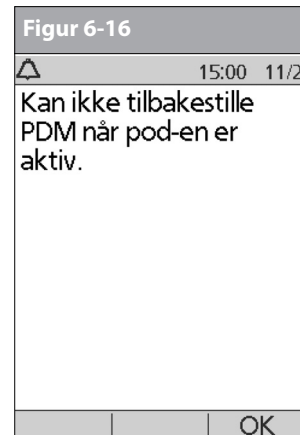 Figur 6-16
15:00 11/2
Kan ikke tilbakestille
PDM når pod-en er
aktiv.
OK